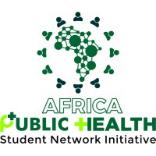 AFRICA
PUBLIC HEALTH
Student Network Initiative